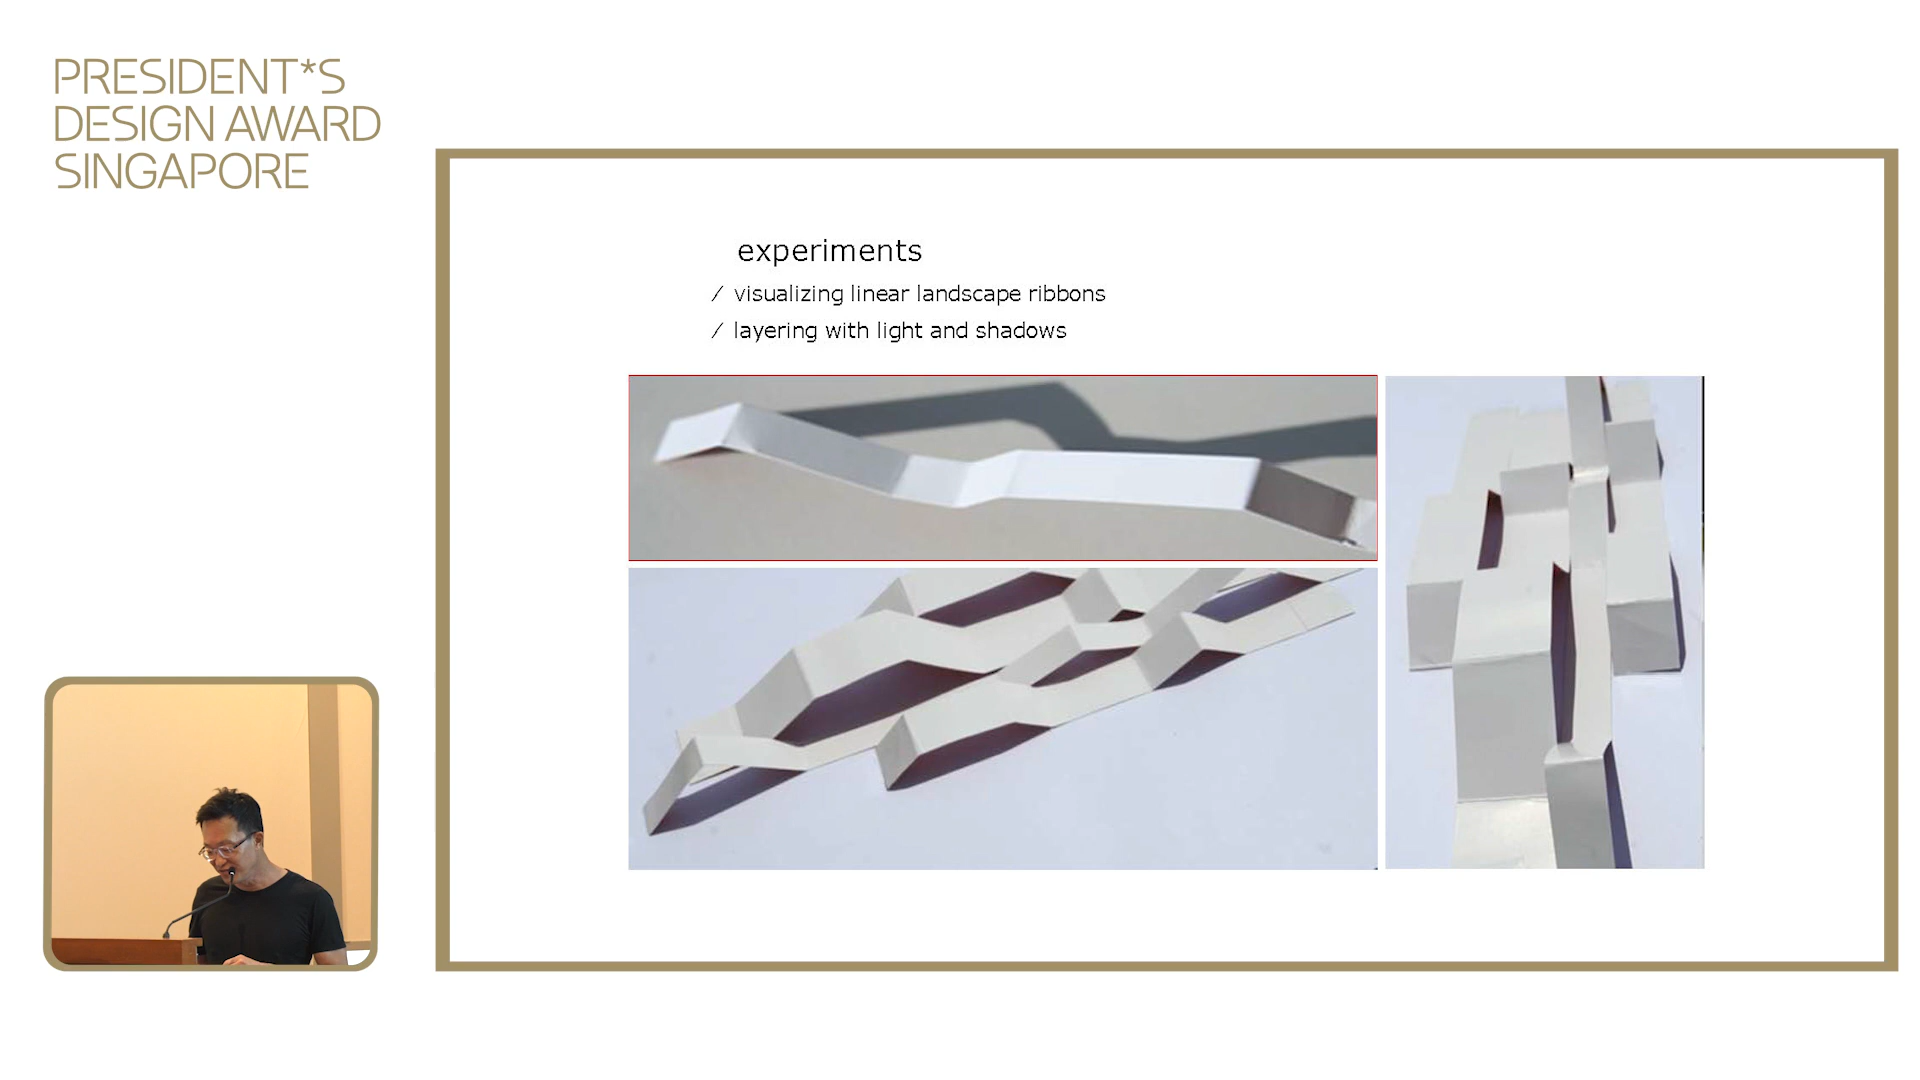 PRESIDENT*S
DESIGN AWARD
SINGAPORE
experiments
/ visualizing linear landscape ribbons
/ layering with light and shadows